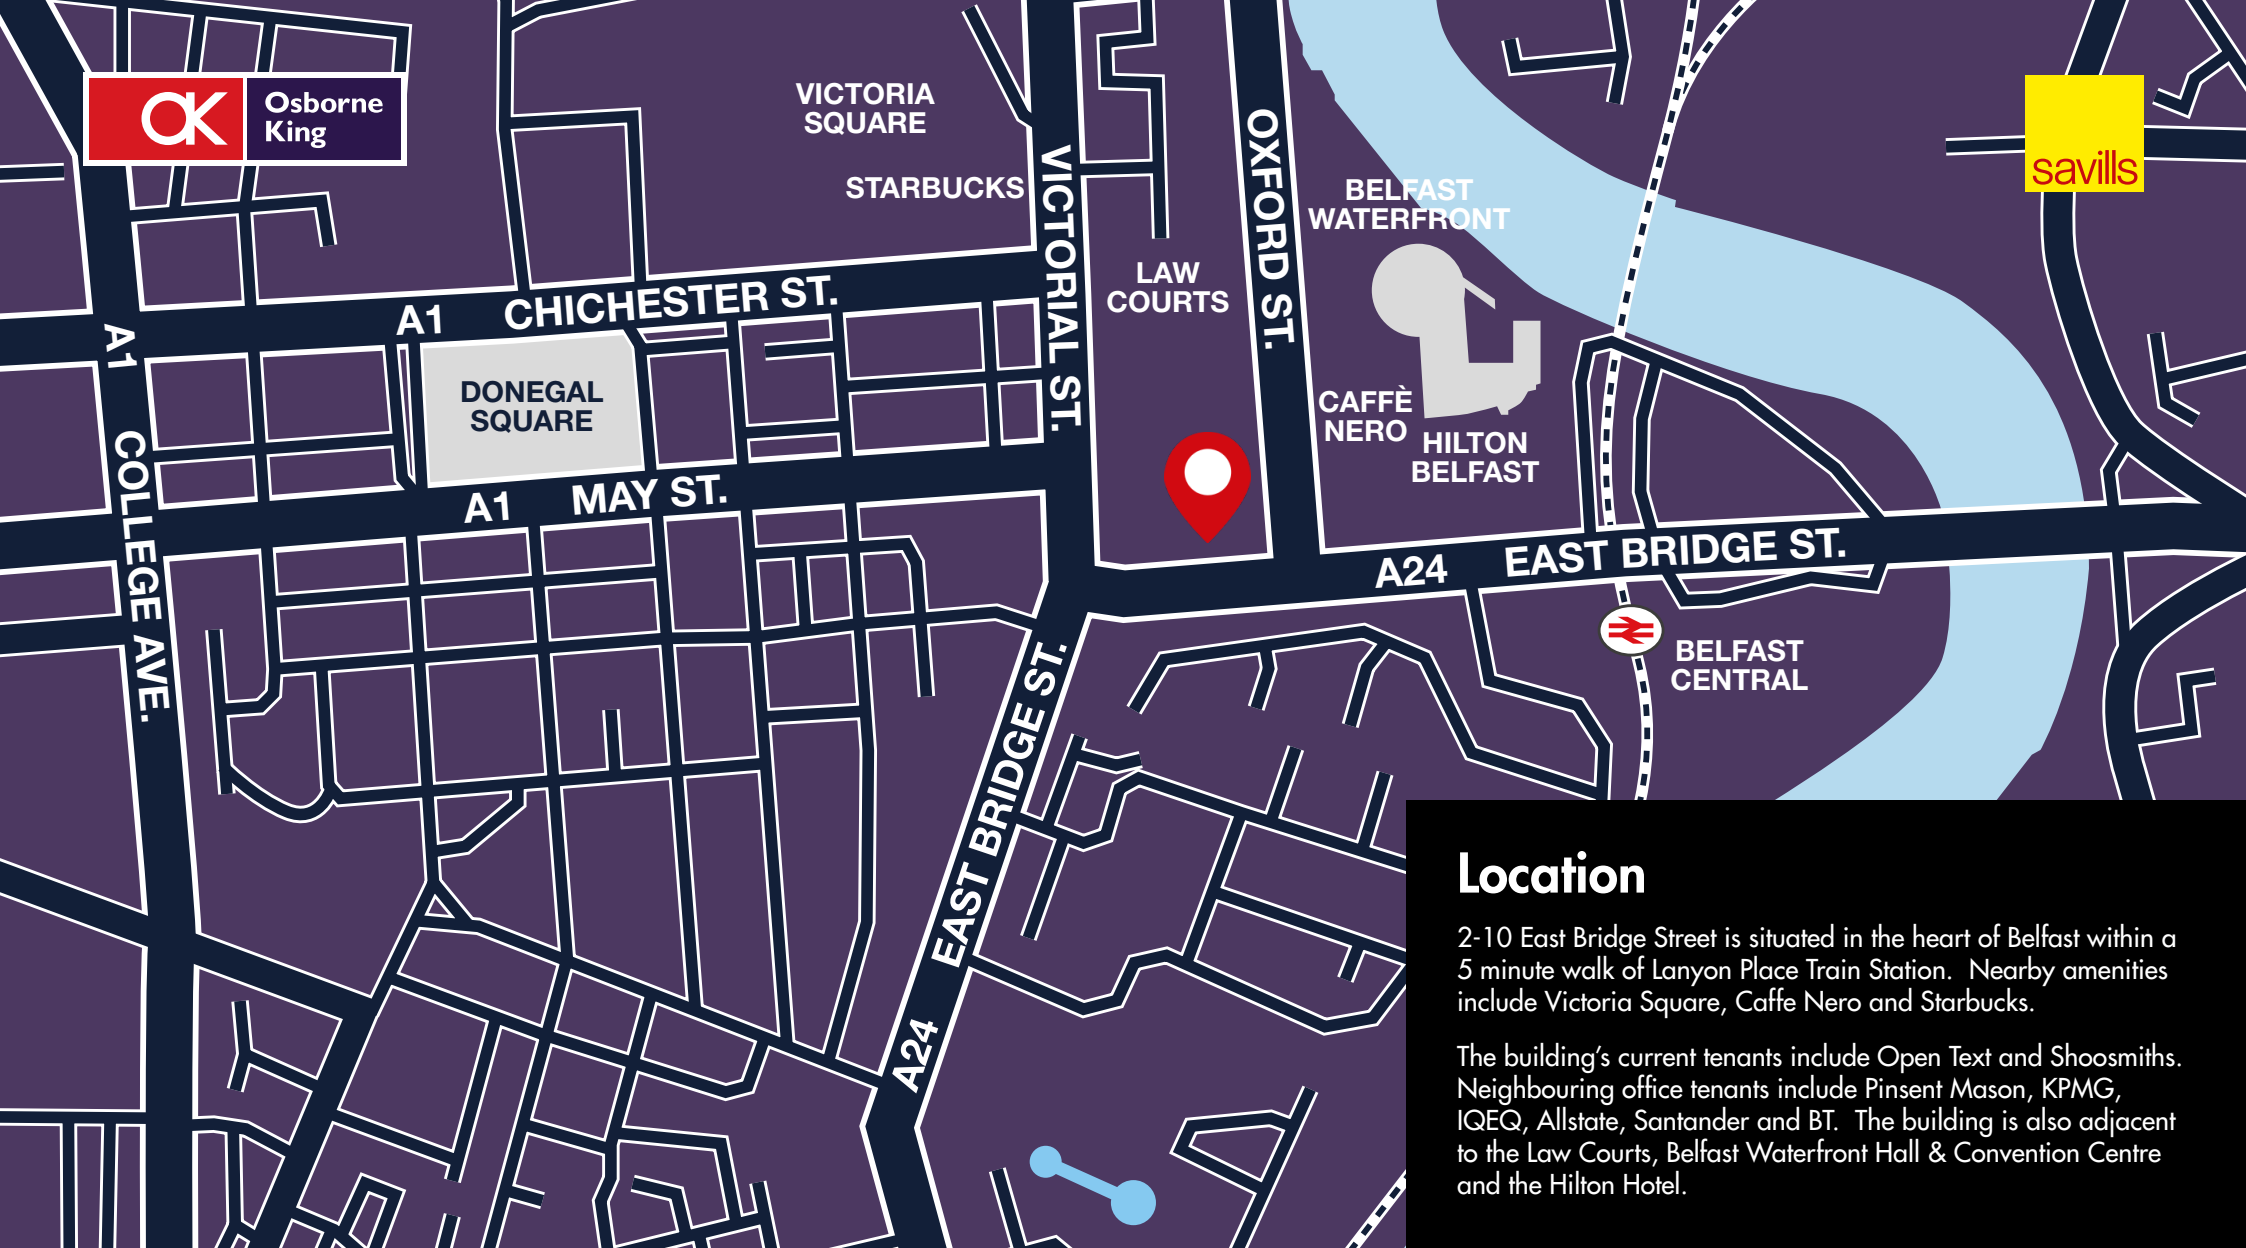 Osborne
King
savills
VICTORIA
SQUARE
STARBUCKS
VICTORIAL ST.
OXFORD ST.
BELFAST
WATERFRONT
LAW
COURTS
A1 CHICHESTER ST.
A1 COLLEGE AVE.
DONEGAL
SQUARE
CAFFÈ
NERO
HILTON
BELFAST
A1 MAY ST.
A24 EAST BRIDGE ST.
BELFAST
CENTRAL
A24 EAST BRIDGE ST.
Location
2-10 East Bridge Street is situated in the heart of Belfast within a
5 minute walk of Lanyon Place Train Station. Nearby amenities
include Victoria Square, Caffe Nero and Starbucks.
The building’s current tenants include Open Text and Shoosmiths.
Neighbouring office tenants include Pinsent Mason, KPMG,
IQEQ, Allstate, Santander and BT. The building is also adjacent
to the Law Courts, Belfast Waterfront Hall & Convention Centre
and the Hilton Hotel.